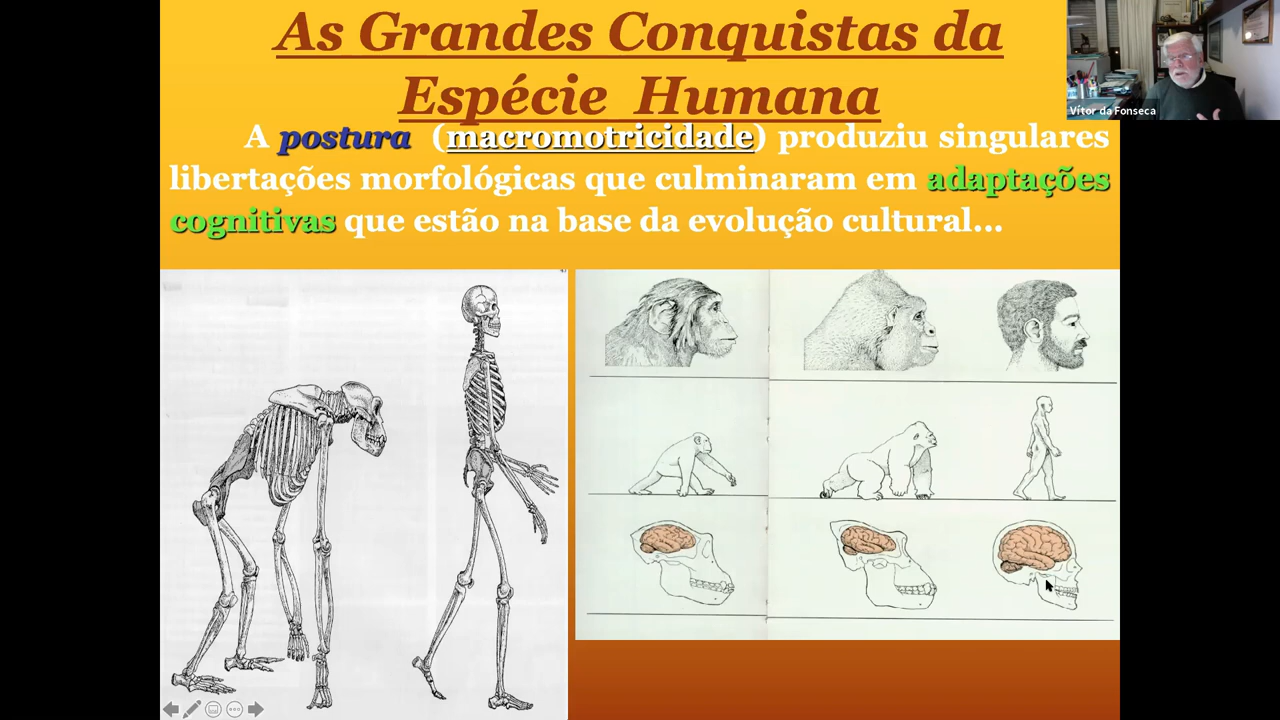 As Grandes Conquistas da
Espécie Humana
A postura (macromotricidade) produziu singulares
libertações morfológicas que culminaram em adaptações
cognitivas que estão na base da evolução cultural...
Vítor da Fonseca